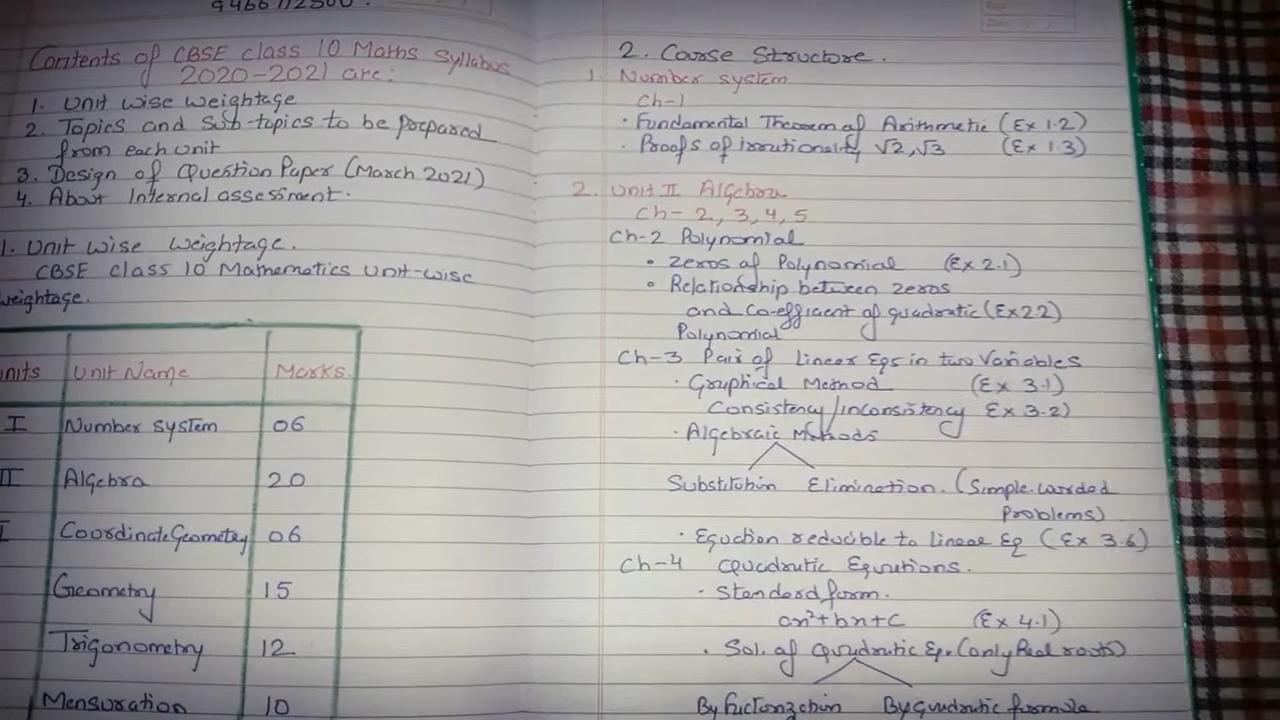 Contents of CBSE class 10 Maths Syllabus
2020-2021 are:
1. Unit wise weightage
2. Topics and Sub-topics to be prepared
from each unit
3. Design of Question Paper (March 2021)
4. About Internal assessment.
1. Unit wise weightage.
CBSE class 10 Mathematics Unit-wise
weightage.
Unit Name Marks
I Number system 06
II Algebra 20
I Coordinate Geometry 06
Geometry 15
Trigonometry 12
Mensuration 10
2. Course Structure.
1. Number system
Ch-1
· Fundamental Theorem of Arithmetic (Ex 1.2)
· Proofs of irrationality √2, √3 (Ex 1.3)
2. Unit II Algebra
Ch- 2, 3, 4, 5
Ch-2 Polynomial
• Zeros of Polynomial (Ex 2.1)
• Relationship between zeros
and Co-efficient of quadratic (Ex 2.2)
Polynomial
Ch-3 Pair of Linear Eqs in two Variables
· Graphical Method (Ex 3.1)
Consistency/inconsistency Ex 3.2)
· Algebraic Methods
Substitution Elimination. (Simple worded
Problems)
· Equation reducible to linear Eq (Ex 3.6)
Ch-4 Quadratic Equations.
· Standard form.
ax²+bx+c (Ex 4.1)
· Sol. of Quadratic Eq. (only Real roots)
By factorization By quadratic formula